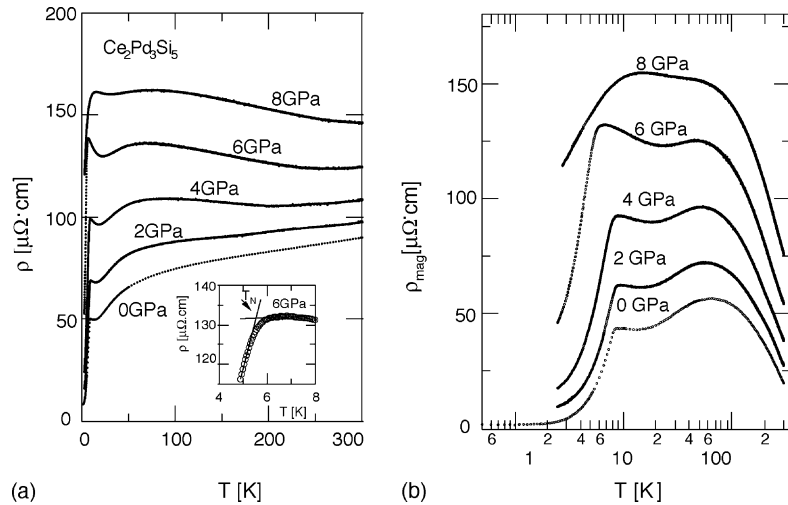 200
Ce₂Pd₃Si₅
8GPa
150
6GPa
4GPa
ρ [μΩ·cm]
100
2GPa
0GPa
50
0
0
100
200
300
T [K]
(a)
140
130
120
ρ [μΩ.cm]
T_N
6GPa
4
6
8
T [K]
8 GPa
150
6 GPa
100
4 GPa
ρ_mag[μΩ·cm]
2 GPa
50
0 GPa
0
6
2
4
6
2
4
6
2
1
10
100
T [K]
(b)